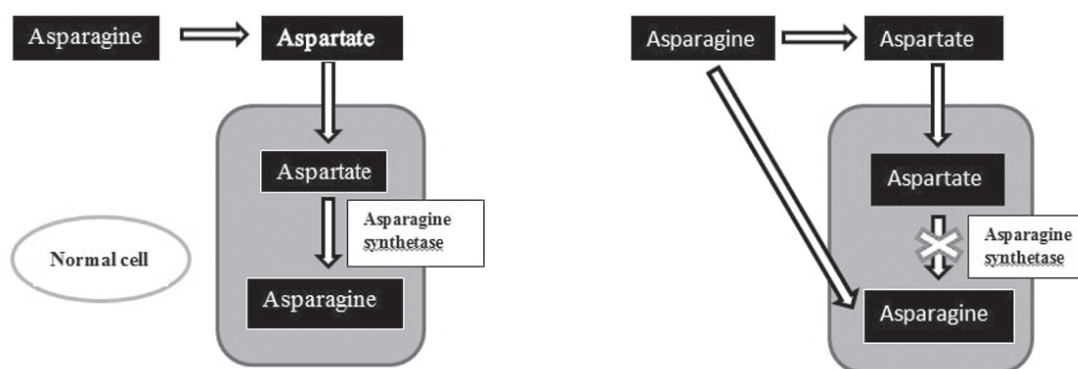 Asparagine
Aspartate
Aspartate
Asparagine
synthetase
Normal cell
Asparagine
Asparagine
Aspartate
Aspartate
Asparagine
synthetase
Asparagine